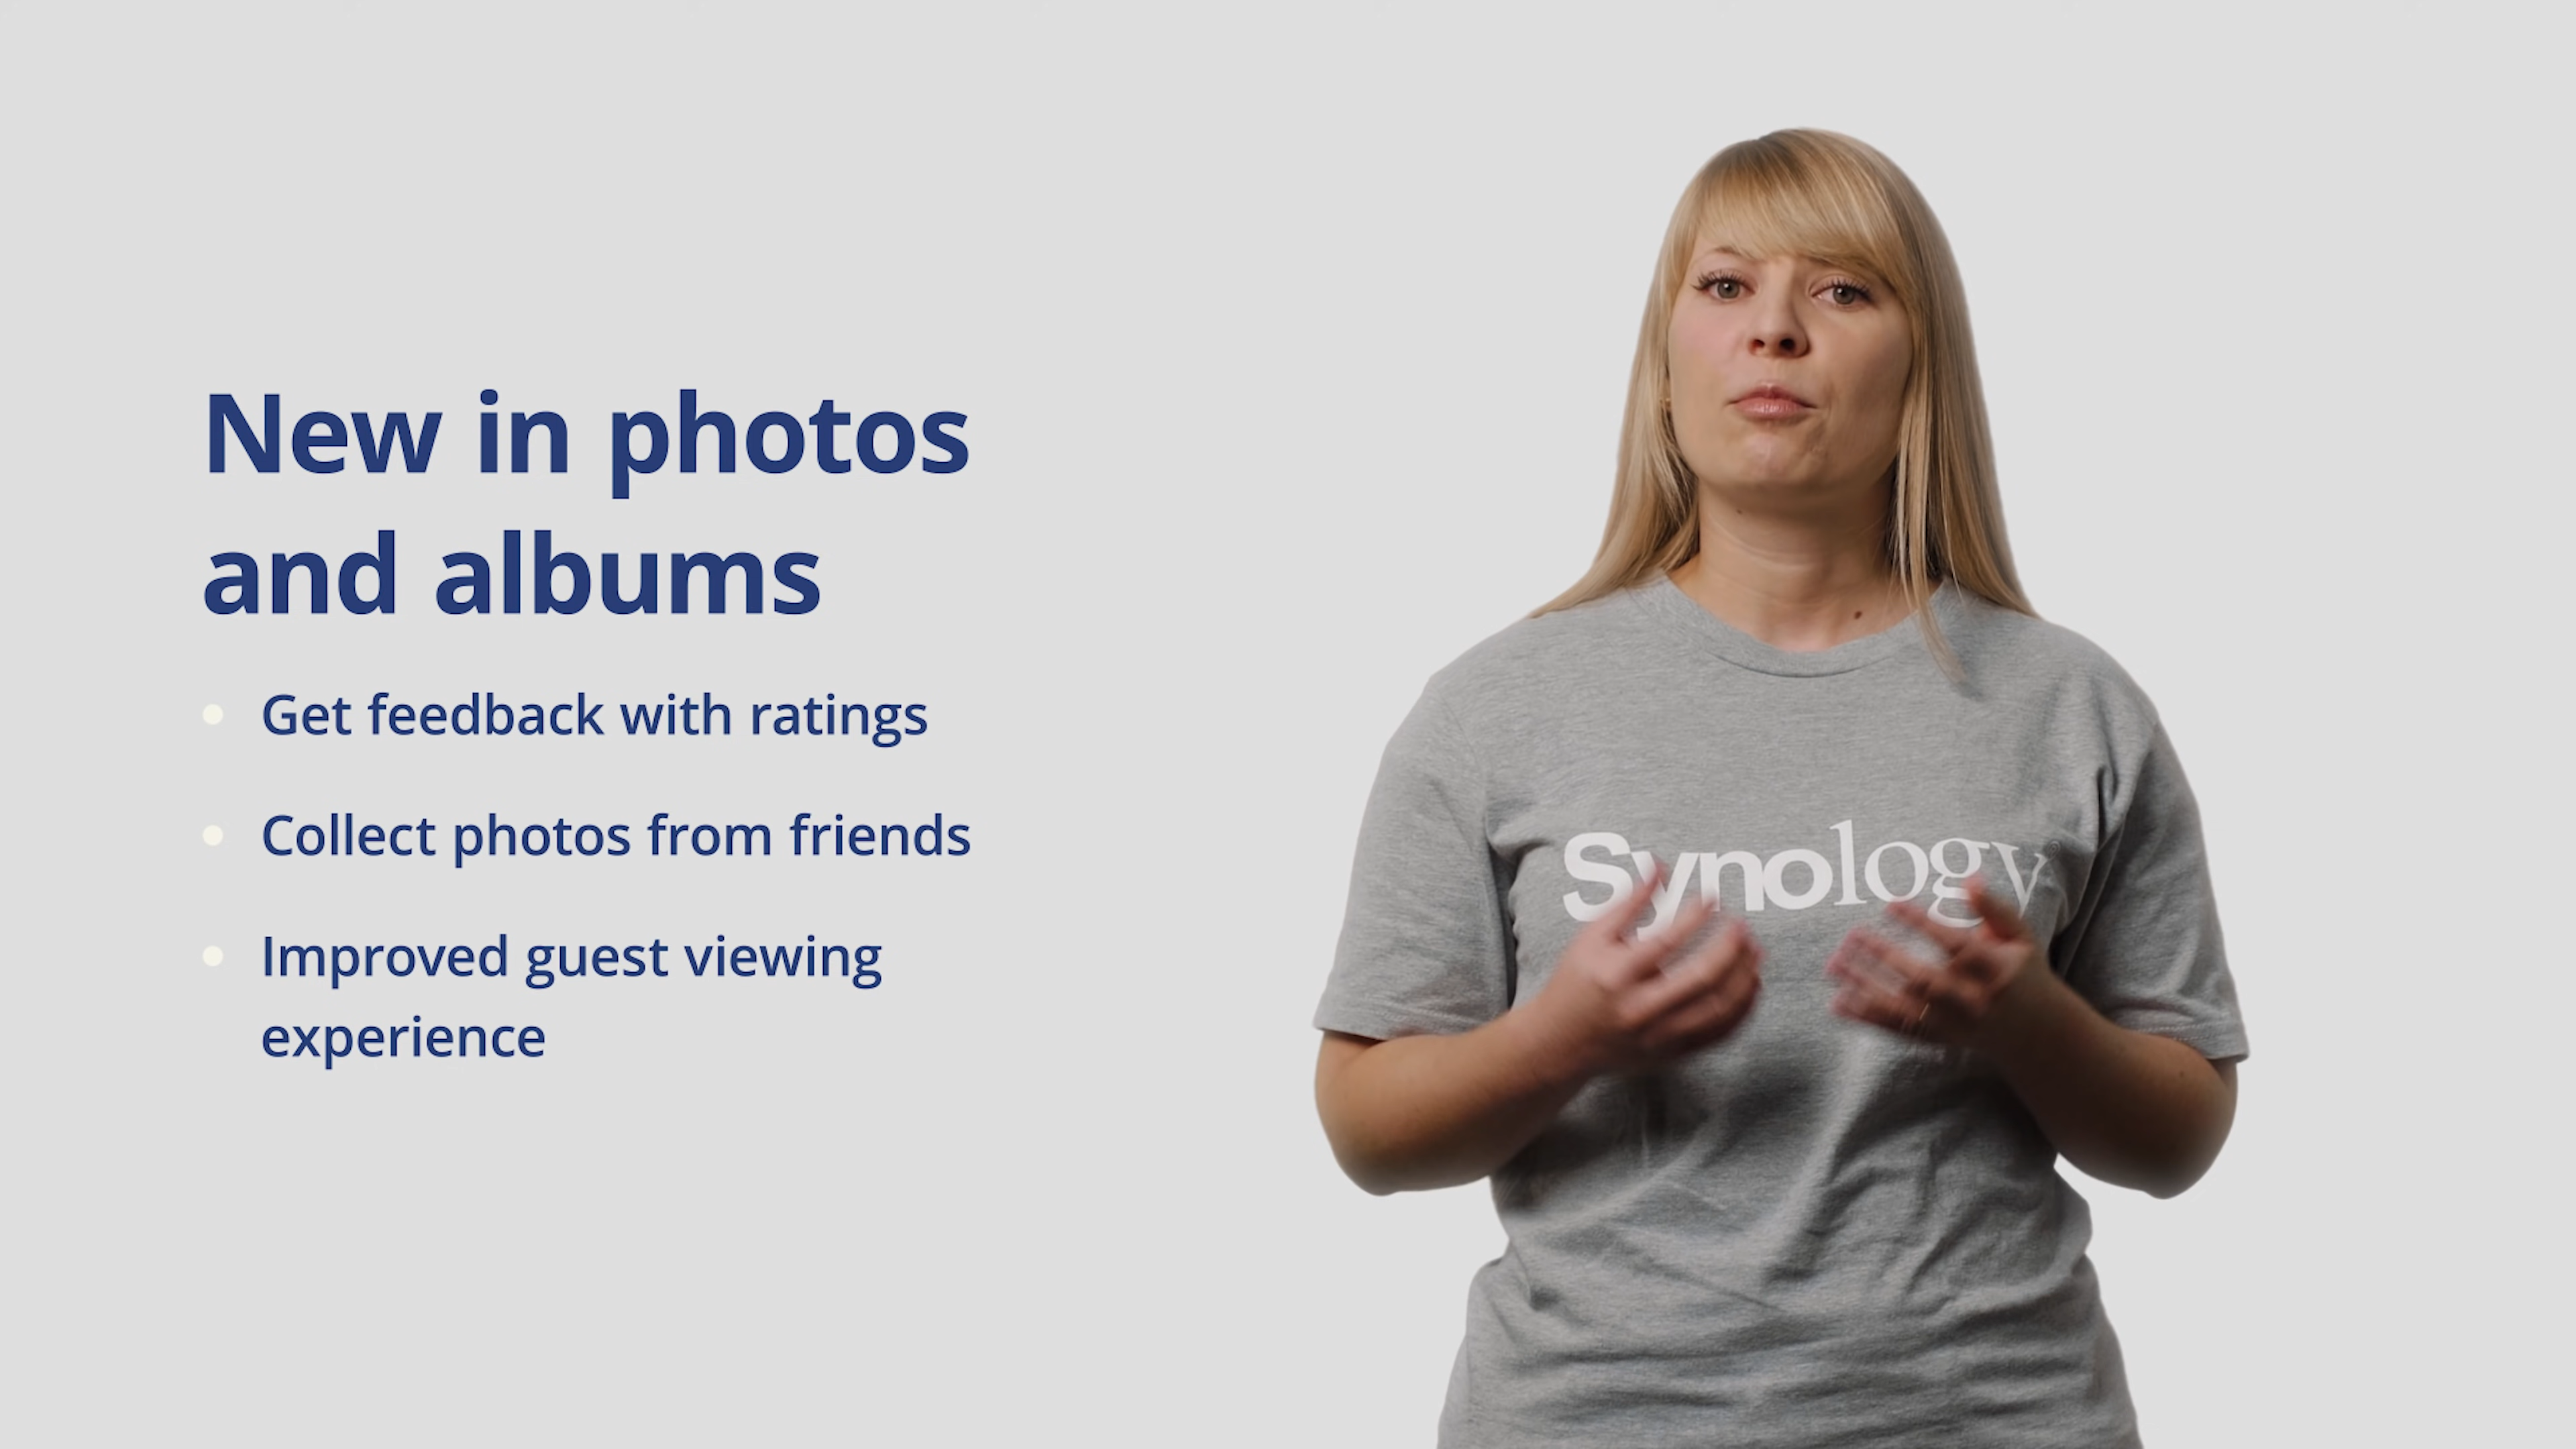 New in photos
and albums
Get feedback with ratings
Collect photos from friends
Improved guest viewing
experience
Synology